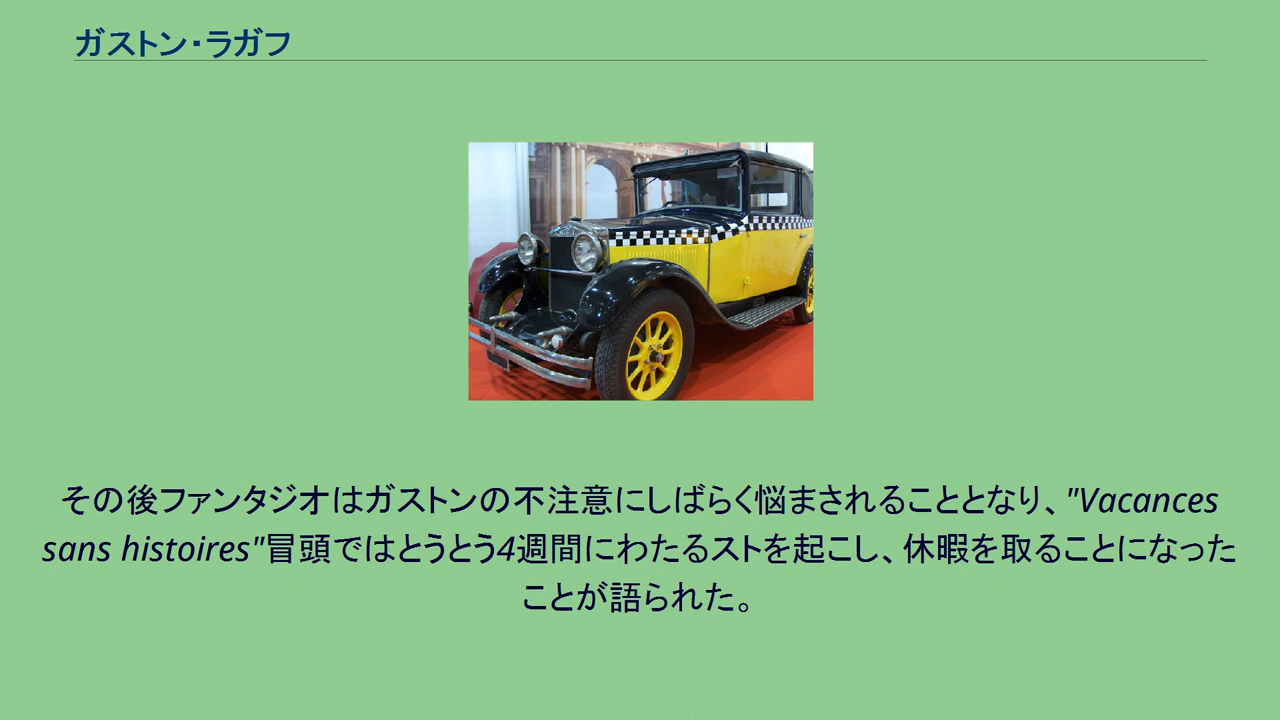 ガストン・ラガフ
その後ファンタジオはガストンの不注意にしばらく悩まされることとなり、"Vacances
sans histoires"冒頭ではとうとう4週間にわたるストを起こし、休暇を取ることになった
ことが語られた。